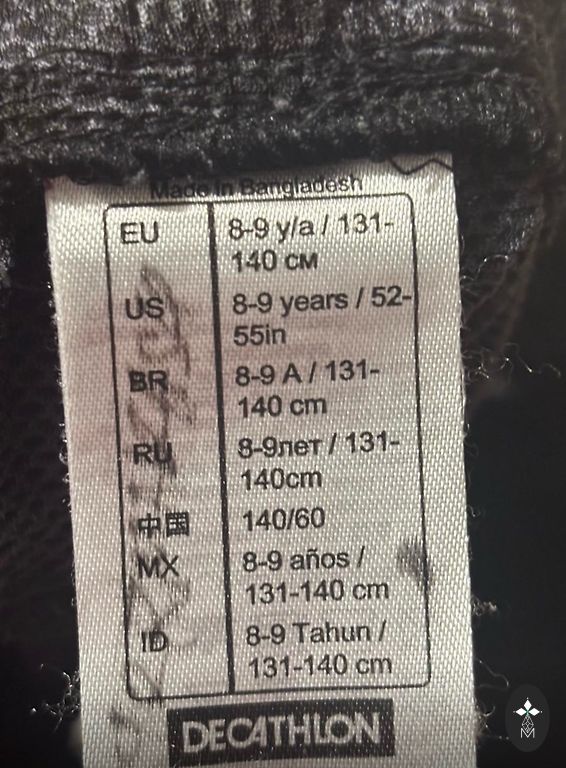 Made in Bangladesh
EU 8-9 y/a / 131-
140 CM
US 8-9 years / 52-
55in
BR 8-9 A / 131-
140 cm
RU 8-9лет / 131-
140cm
中国 140/60
MX 8-9 años /
131-140 cm
ID 8-9 Tahun /
131-140 cm
DECATHLON
M